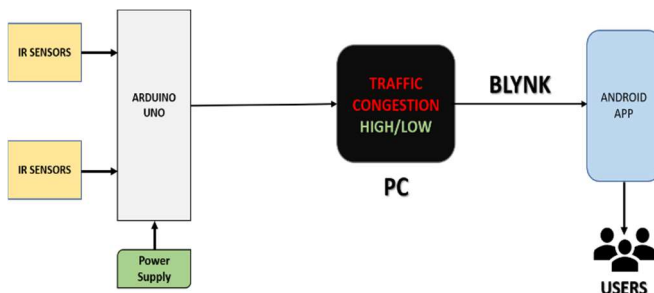 IR SENSORS
ARDUINO
UNO
IR SENSORS
Power
Supply
TRAFFIC
CONGESTION
HIGH/LOW
PC
BLYNK
ANDROID
APP
USERS